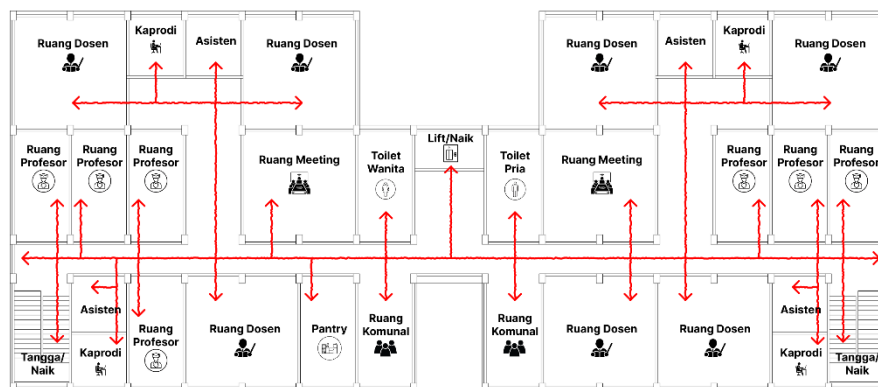 Ruang Dosen
Kaprodi
Asisten
Ruang Dosen
Ruang Dosen
Asisten
Kaprodi
Ruang Dosen
Ruang
Profesor
Ruang
Profesor
Ruang
Profesor
Ruang Meeting
Toilet
Wanita
Lift/Naik
Toilet
Pria
Ruang Meeting
Ruang
Profesor
Ruang
Profesor
Ruang
Profesor
Tangga/
Naik
Asisten
Kaprodi
Ruang
Profesor
Ruang Dosen
Pantry
Ruang
Komunal
Ruang
Komunal
Ruang Dosen
Ruang Dosen
Asisten
Kaprodi
Tangga/
Naik